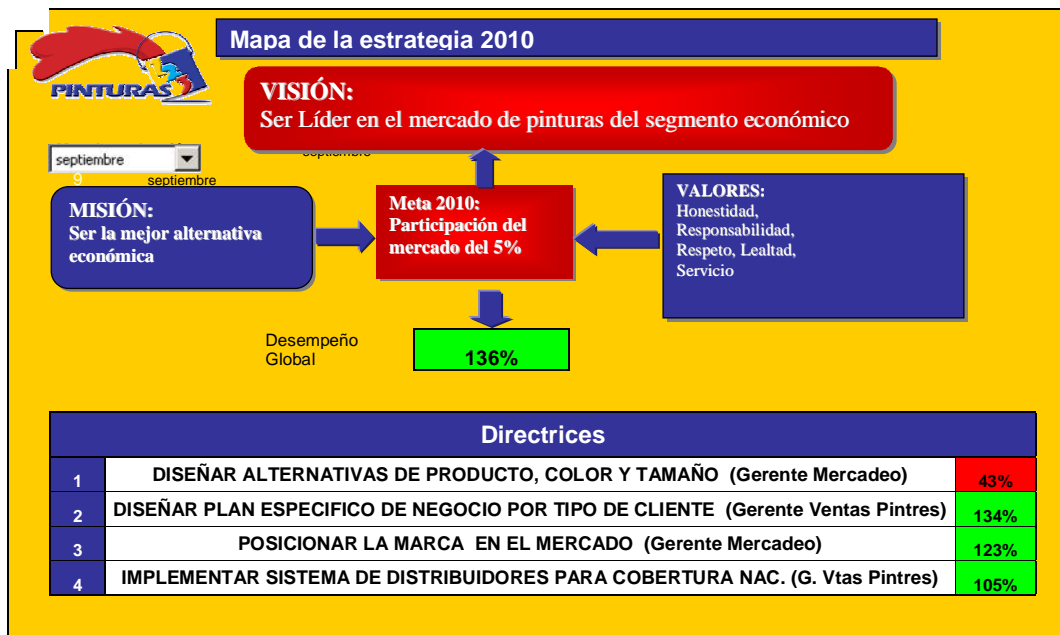 Mapa de la estrategia 2010
PINTURAS
VISIÓN:
Ser Líder en el mercado de pinturas del segmento económico
septiembre
septiembre
9
septiembre
MISIÓN:
Ser la mejor alternativa
económica
Meta 2010:
Participación del
mercado del 5%
VALORES:
Honestidad,
Responsabilidad,
Respeto, Lealtad,
Servicio
Desempeño
Global
136%
Directrices
1 DISEÑAR ALTERNATIVAS DE PRODUCTO, COLOR Y TAMAÑO (Gerente Mercadeo) 43%
2 DISEÑAR PLAN ESPECIFICO DE NEGOCIO POR TIPO DE CLIENTE (Gerente Ventas Pintres) 134%
3 POSICIONAR LA MARCA EN EL MERCADO (Gerente Mercadeo) 123%
4 IMPLEMENTAR SISTEMA DE DISTRIBUIDORES PARA COBERTURA NAC. (G. Vtas Pintres) 105%